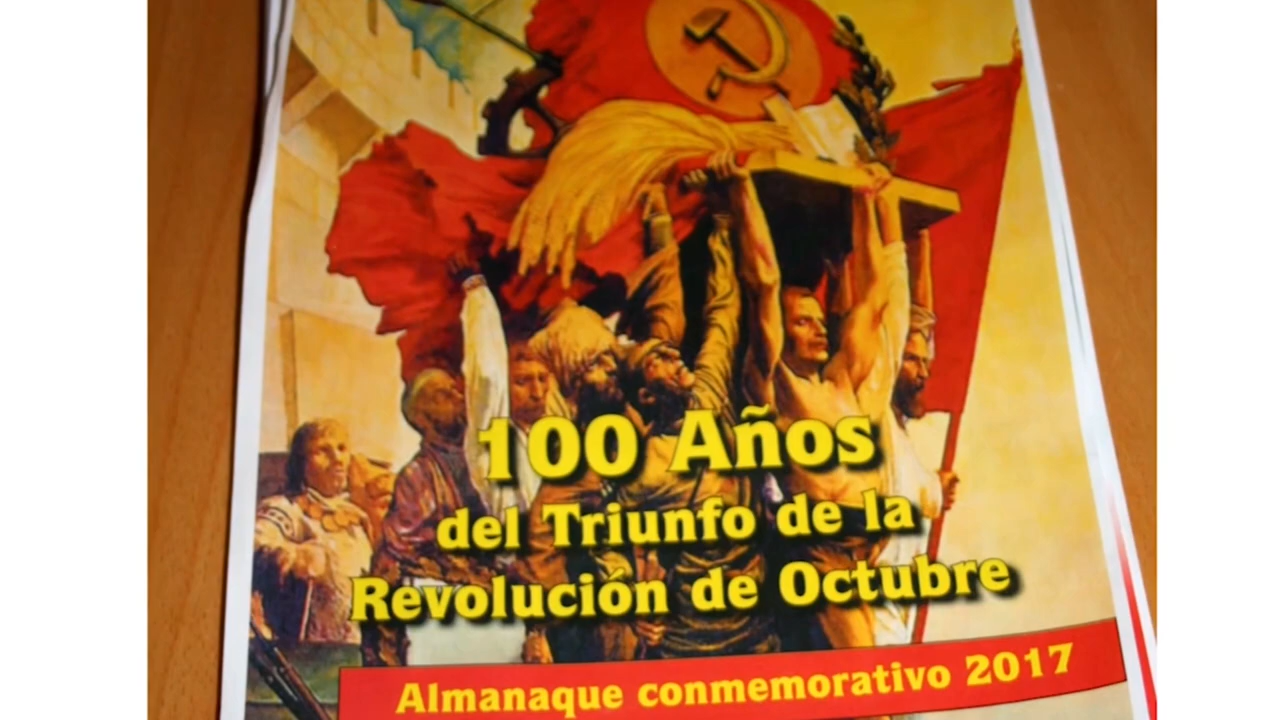 100 Años
del Triunfo de la
Revolución de Octubre
Almanaque conmemorativo 2017